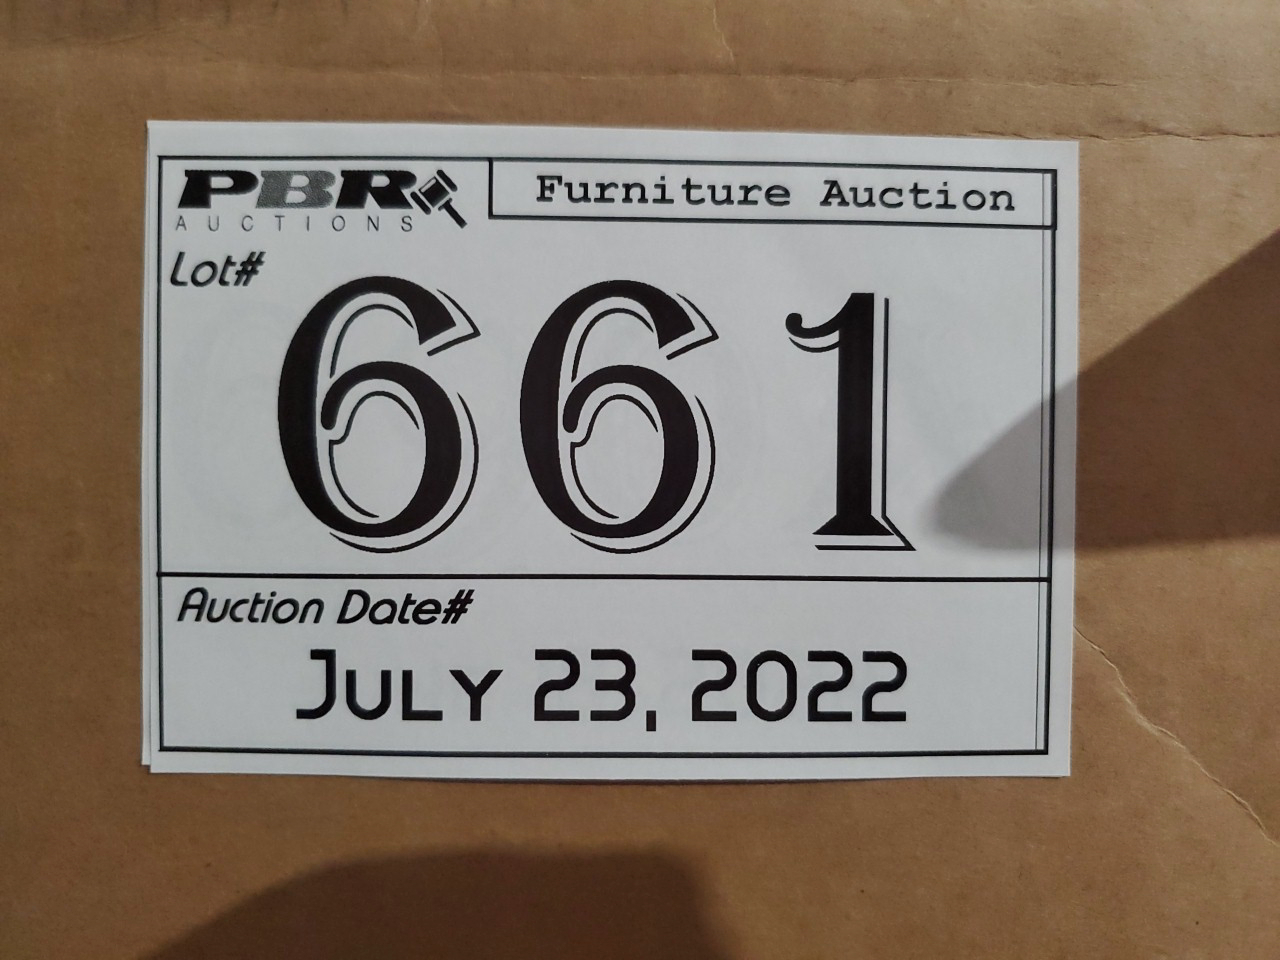 PBR
AUCTIONS
Furniture Auction
Lot#
661
Auction Date#
July 23, 2022